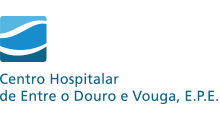 Centro Hospitalar
de Entre o Douro e Vouga, E.P.E.